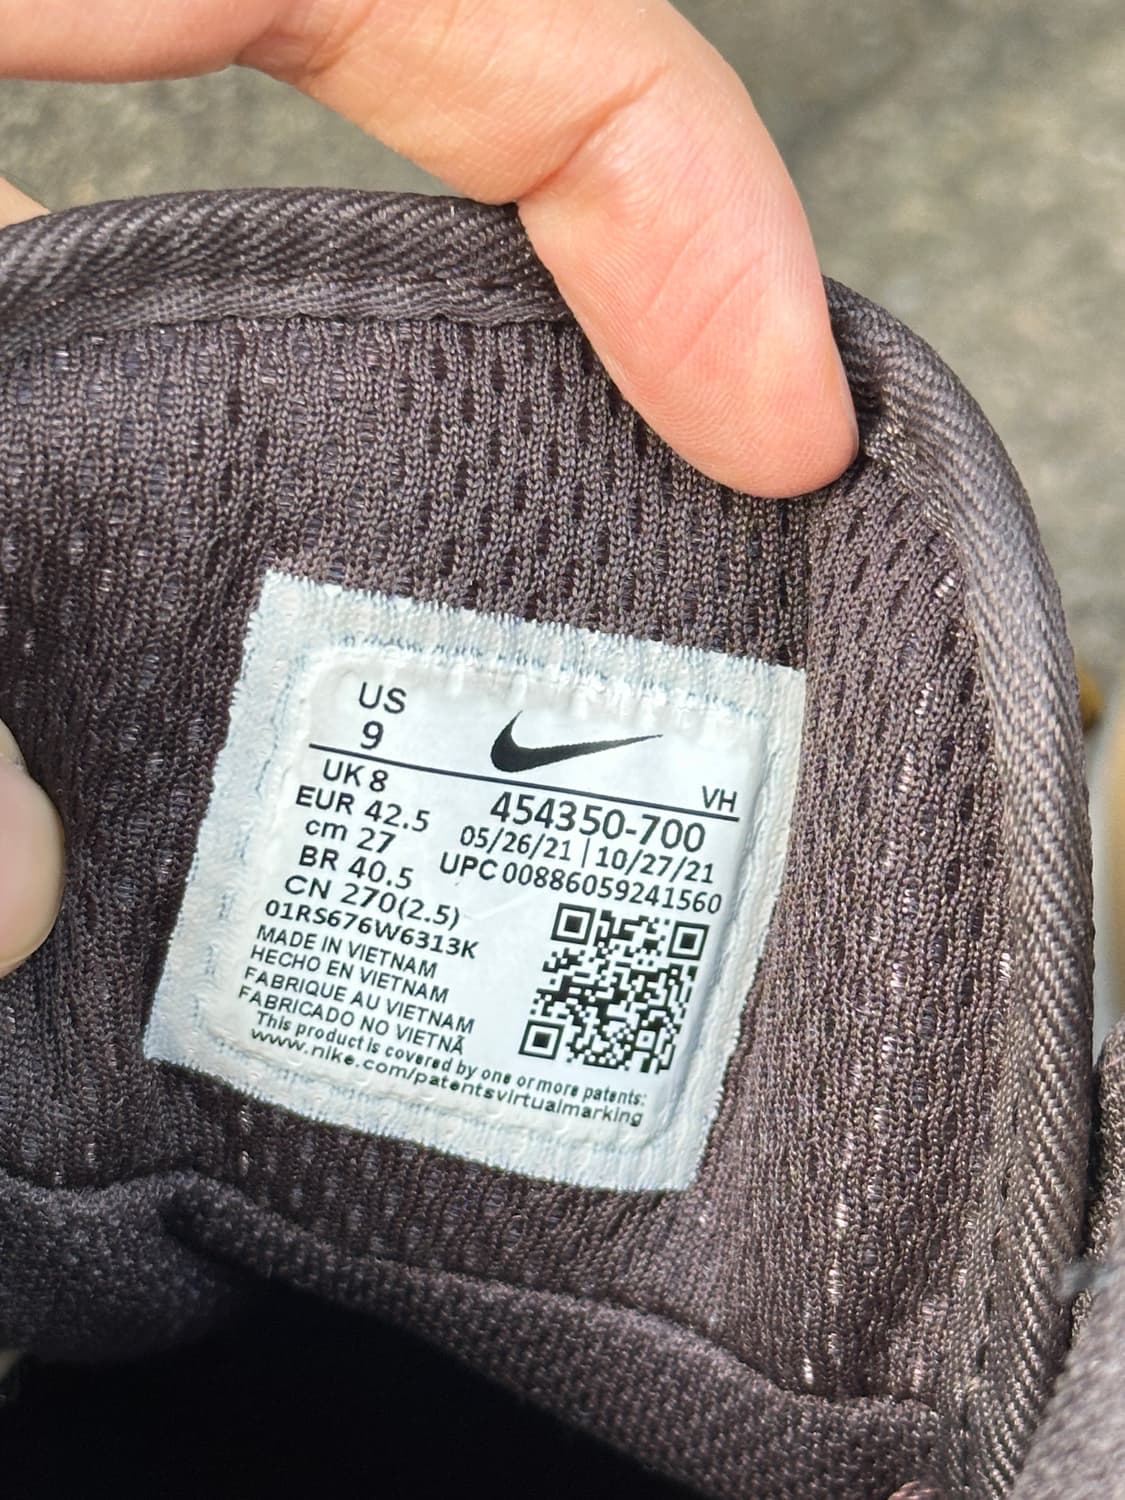 US
9
VH
UK 8
EUR 42.5
cm 27
BR 40.5
CN 270(2.5)
454350-700
05/26/21 | 10/27/21
UPC 00886059241560
01RS676W6313K
MADE IN VIETNAM
HECHO EN VIETNAM
FABRIQUE AU VIETNAM
FABRICADO NO VIETNÃ
This product is covered by one or more patents:
www.nike.com/patentsvirtualmarking